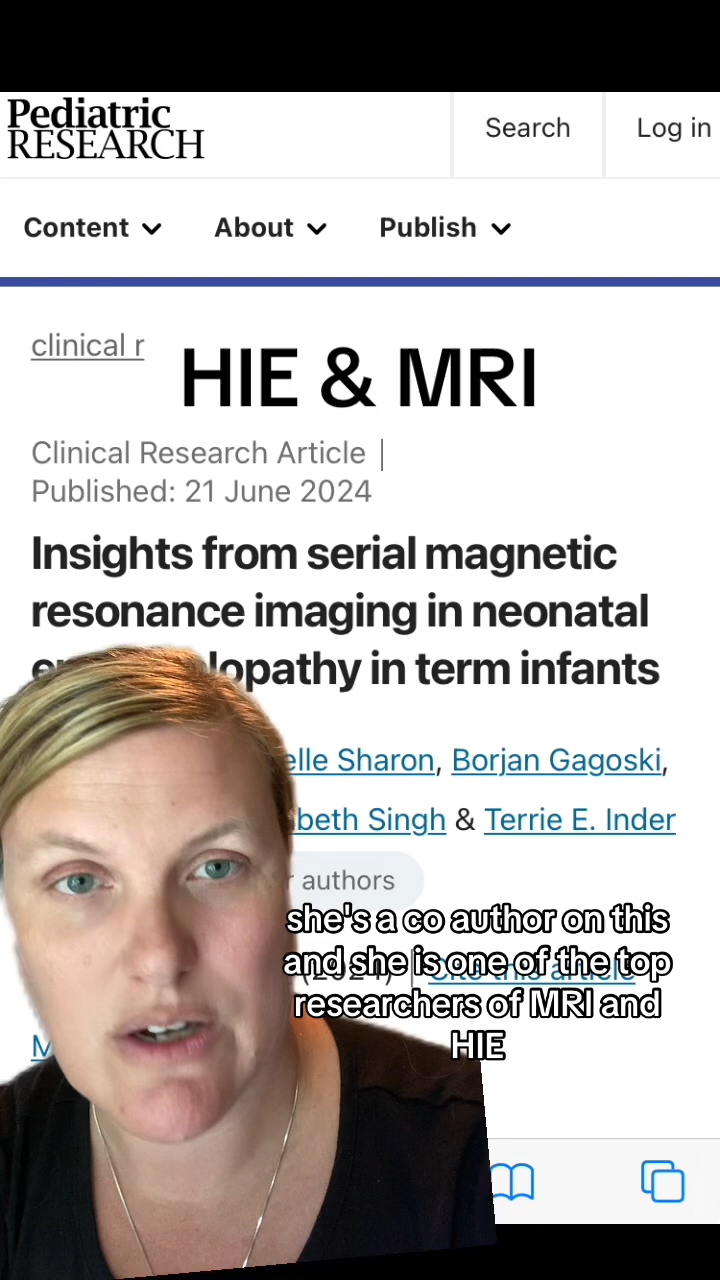 Pediatric
RESEARCH
Search
Log in
Content
About
Publish
clinical r
HIE & MRI
Clinical Research Article |
Published: 21 June 2024
Insights from serial magnetic
resonance imaging in neonatal
lopathy in term infants
elle Sharon, Borjan Gagoski,
beth Singh & Terrie E. Inder
authors
she's a co author on this
and she is one of the top
researchers of MRI and
HIE
M